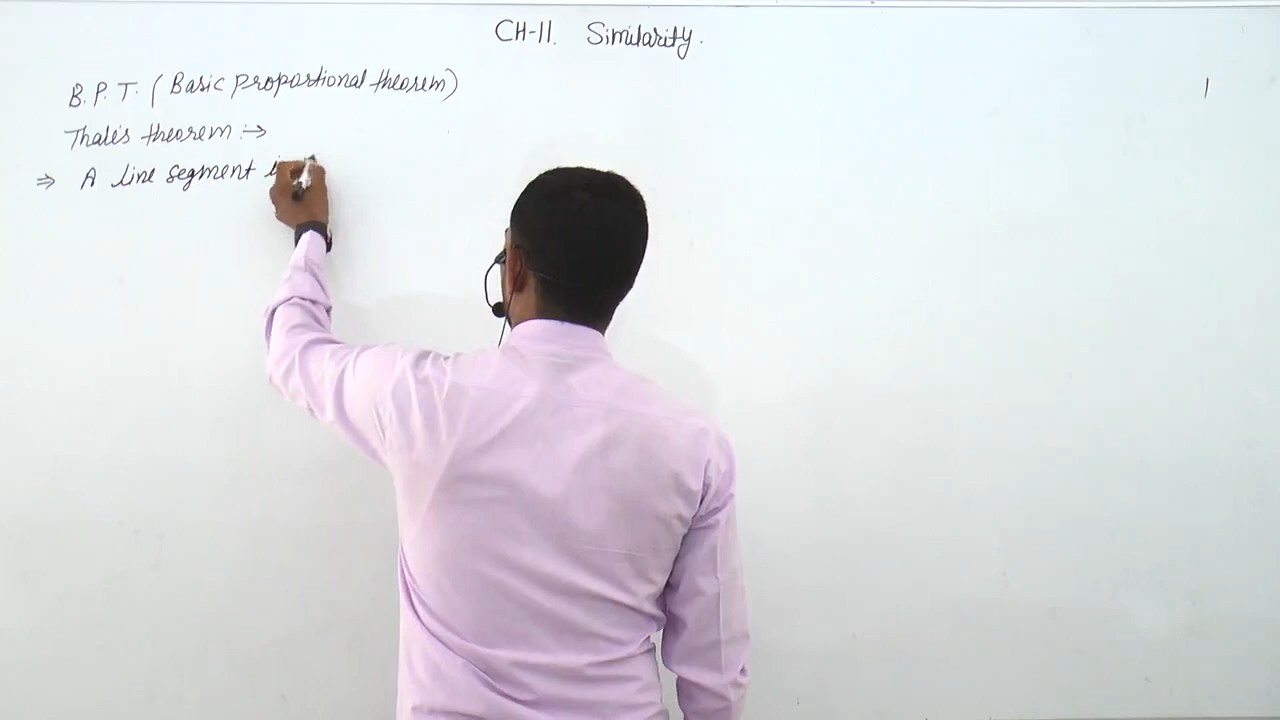 CH-11. Similarity.
B.P.T. (Basic proportional theorem)
Thale's theorem :→
⇒ A line segment
1